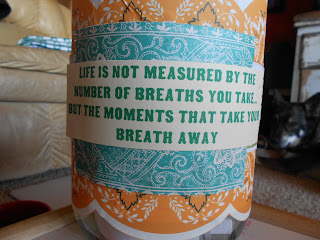 LIFE IS NOT MEASURED BY THE
NUMBER OF BREATHS YOU TAKE..
BUT THE MOMENTS THAT TAKE YOUR
BREATH AWAY